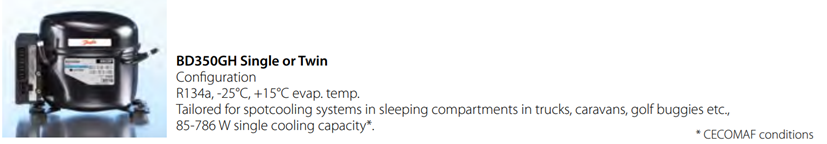 Danfoss
BD350GH Single or Twin
Configuration
R134a, -25°C, +15°C evap. temp.
Tailored for spotcooling systems in sleeping compartments in trucks, caravans, golf buggies etc.,
85-786 W single cooling capacity*.
* CECOMAF conditions